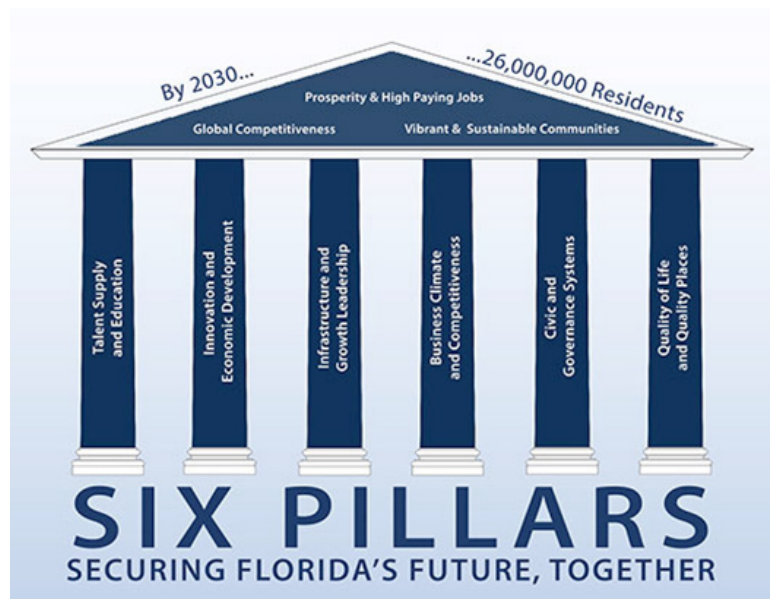 By 2030...
...26,000,000 Residents
Prosperity & High Paying Jobs
Global Competitiveness
Vibrant & Sustainable Communities
Talent Supply
and Education
Innovation and
Economic Development
Infrastructure and
Growth Leadership
Business Climate
and Competitiveness
Civic and
Governance Systems
Quality of Life
and Quality Places
SIX PILLARS
SECURING FLORIDA'S FUTURE, TOGETHER